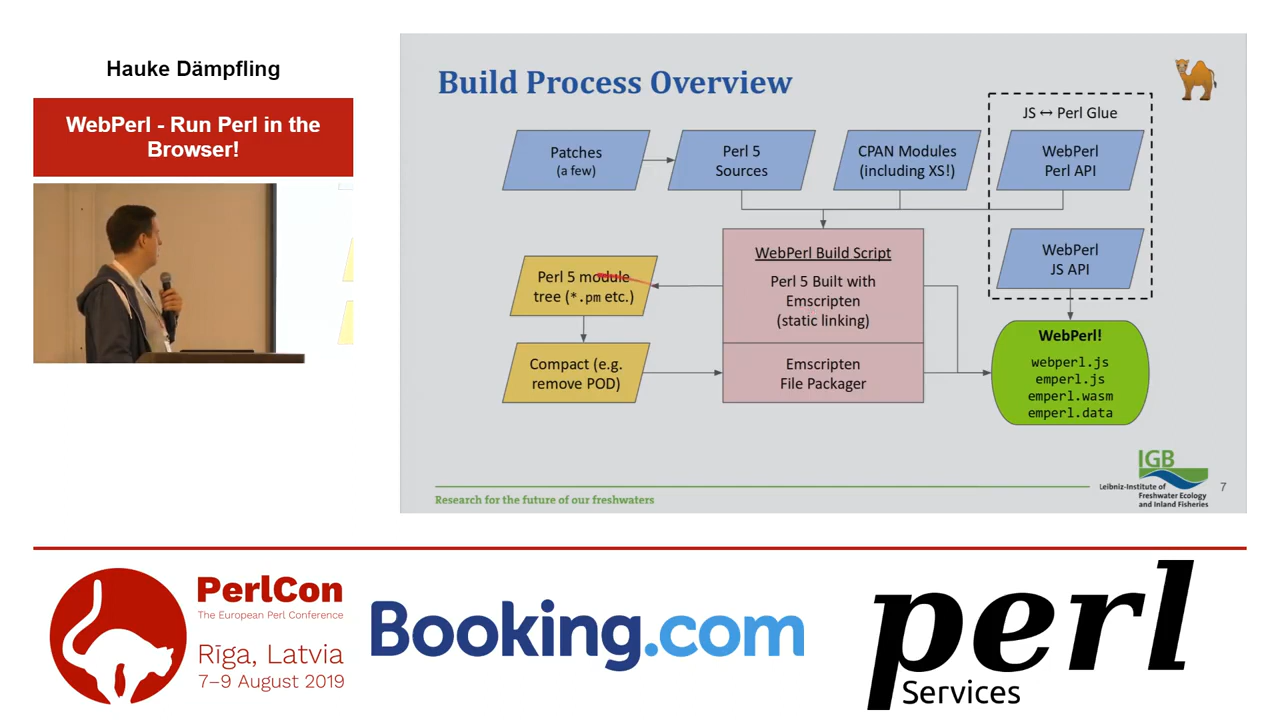 Hauke Dämpfling
WebPerl - Run Perl in the
Browser!
Build Process Overview
JS ↔ Perl Glue
Patches
(a few)
Perl 5
Sources
CPAN Modules
(including XS!)
WebPerl
Perl API
WebPerl
JS API
WebPerl Build Script
Perl 5 Built with
Emscripten
(static linking)
Perl 5 module
tree (*.pm etc.)
Compact (e.g.
remove POD)
Emscripten
File Packager
WebPerl!
webperl.js
emperl.js
emperl.wasm
emperl.data
Research for the future of our freshwaters
IGB
Leibniz-Institute of
Freshwater Ecology
and Inland Fisheries
7
PerlCon
The European Perl Conference
Rīga, Latvia
7–9 August 2019
Booking.com
perl
Services